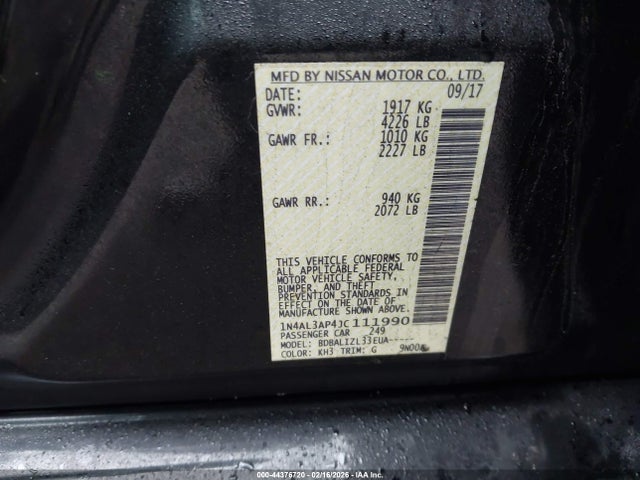 MFD BY NISSAN MOTOR CO., LTD.
DATE: 09/17
GVWR: 1917 KG
4226 LB
GAWR FR.: 1010 KG
2227 LB
GAWR RR.: 940 KG
2072 LB
THIS VEHICLE CONFORMS TO
ALL APPLICABLE FEDERAL
MOTOR VEHICLE SAFETY,
BUMPER, AND THEFT
PREVENTION STANDARDS
IN EFFECT ON THE DATE OF
MANUFACTURE SHOWN ABOVE.
1N4AL3AP4JC111990
PASSENGER CAR 249
MODEL: BDBALIZL33EUA-----
COLOR: KH3 TRIM: G
000-44376720 - 02/16/2026 - IAA Inc.